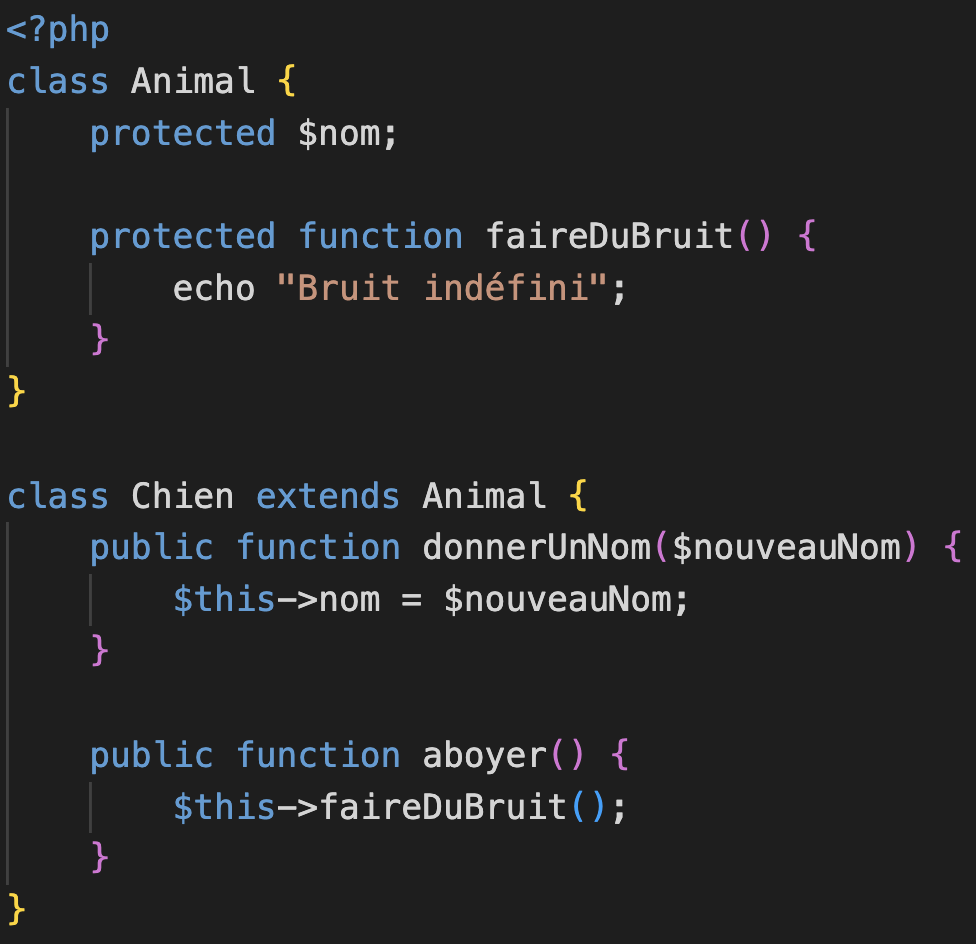 <?php
class Animal {
    protected $nom;

    protected function faireDuBruit() {
        echo "Bruit indéfini";
    }
}

class Chien extends Animal {
    public function donnerUnNom($nouveauNom) {
        $this->nom = $nouveauNom;
    }

    public function aboyer() {
        $this->faireDuBruit();
    }
}